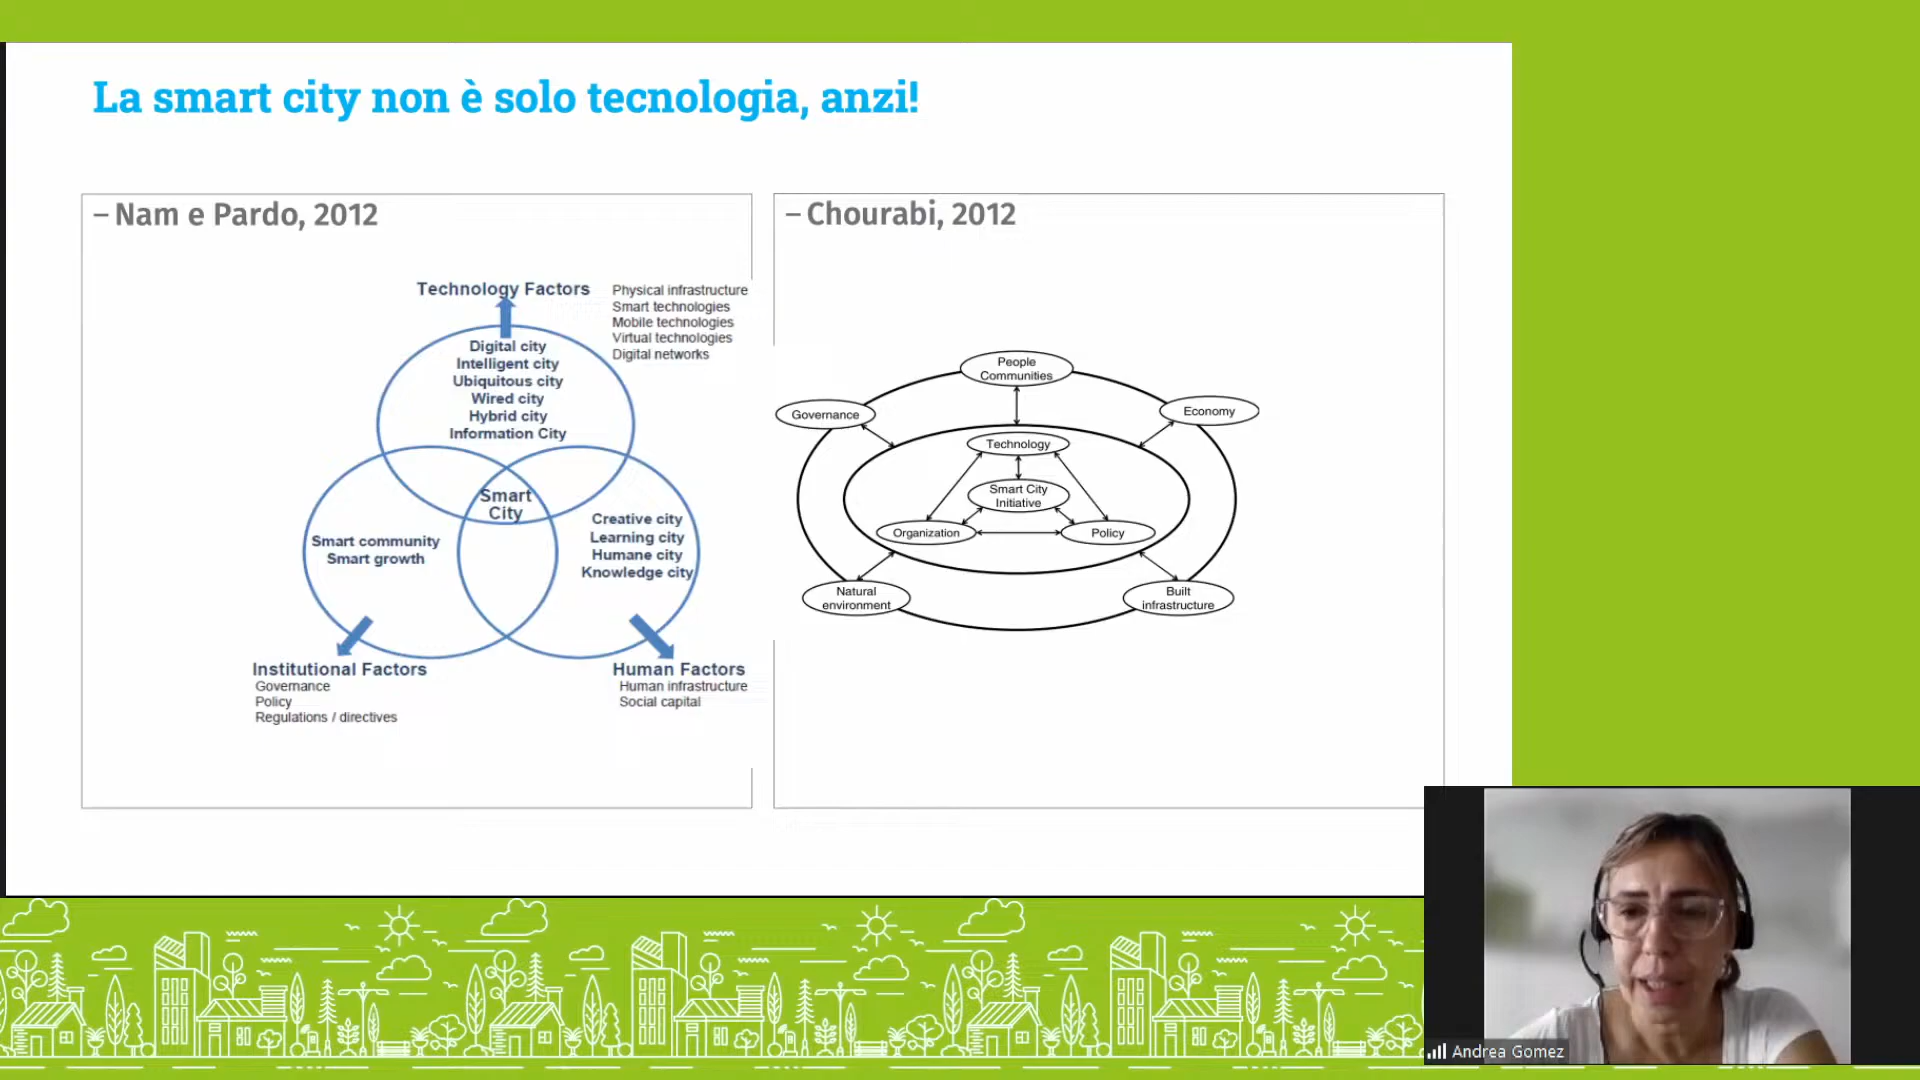 La smart city non è solo tecnologia, anzi!
– Nam e Pardo, 2012
Technology Factors
Physical infrastructure
Smart technologies
Mobile technologies
Virtual technologies
Digital networks
Digital city
Intelligent city
Ubiquitous city
Wired city
Hybrid city
Information City
Smart
City
Smart community
Smart growth
Creative city
Learning city
Humane city
Knowledge city
Institutional Factors
Governance
Policy
Regulations / directives
Human Factors
Human infrastructure
Social capital
– Chourabi, 2012
People
Communities
Governance
Economy
Technology
Smart City
Initiative
Organization
Policy
Natural
environment
Built
infrastructure
Andrea Gomez